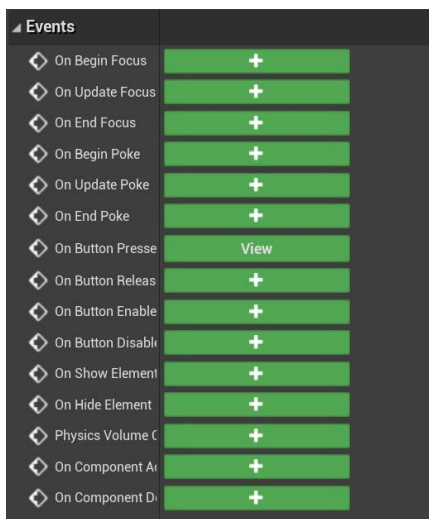 Events
On Begin Focus
On Update Focus
On End Focus
On Begin Poke
On Update Poke
On End Poke
On Button Presse View
On Button Releas
On Button Enable
On Button Disabl
On Show Element
On Hide Element
Physics Volume C
On Component A
On Component D